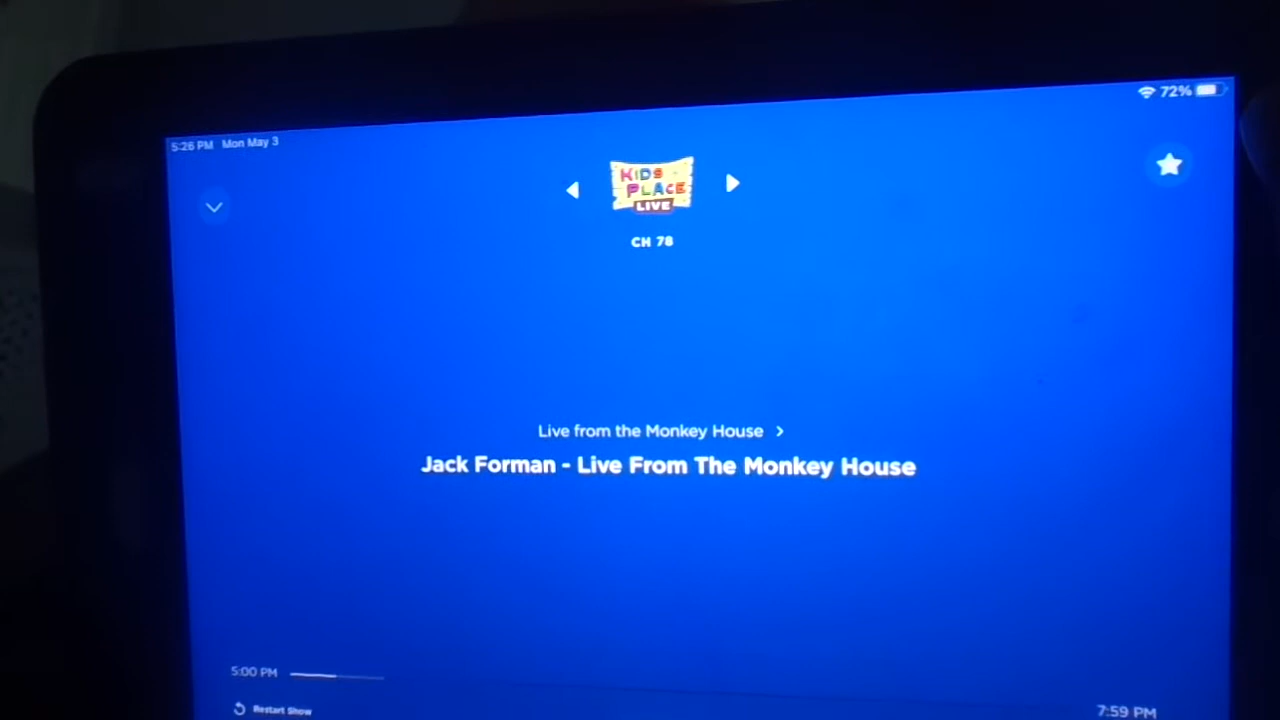 5:26 PM Mon May 3
72%
KIDS
PLACE
LIVE
CH 78
Live from the Monkey House
Jack Forman - Live From The Monkey House
5:00 PM
Restart Show
7:59 PM